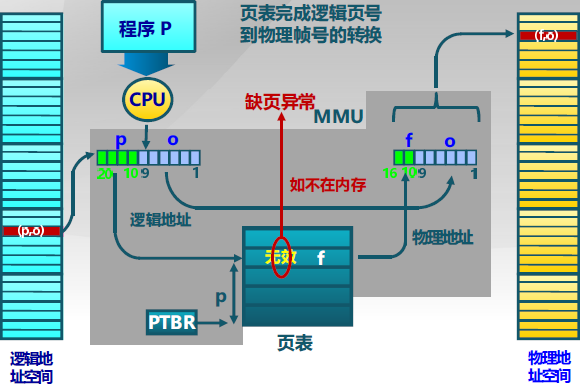 程序 P
页表完成逻辑页号
到物理帧号的转换
(f,o)
CPU
缺页异常
MMU
p o
f o
20 10 9 1
16 10 9 1
如不在内存
逻辑地址
物理地址
(p,o)
无效 f
p
PTBR
页表
逻辑地
址空间
物理地
址空间